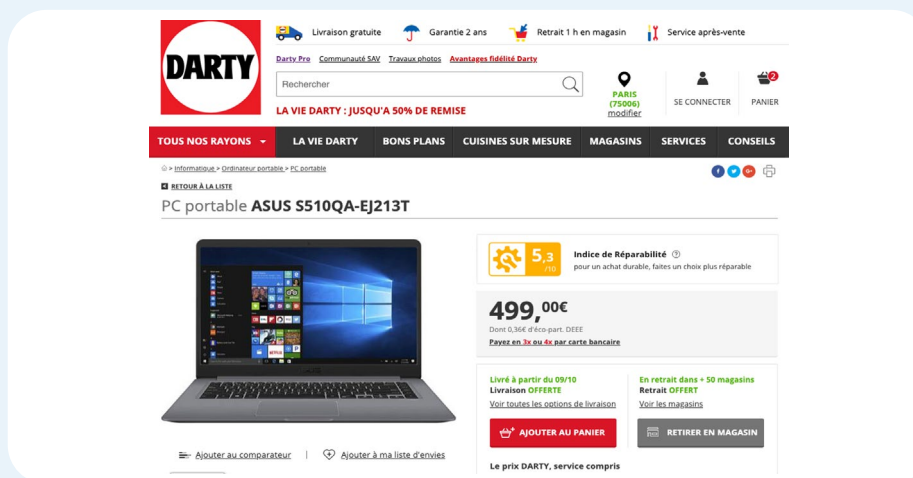 DARTY
Livraison gratuite
Garantie 2 ans
Retrait 1 h en magasin
Service après-vente
Darty Pro Communauté SAV Travaux photos Avantages fidélité Darty
Rechercher
LA VIE DARTY : JUSQU'A 50% DE REMISE
PARIS
(75006)
modifier
SE CONNECTER
2
PANIER
TOUS NOS RAYONS LA VIE DARTY BONS PLANS CUISINES SUR MESURE MAGASINS SERVICES CONSEILS
> Informatique > Ordinateur portable > PC portable
RETOUR À LA LISTE
PC portable ASUS S510QA-EJ213T
5,3
/10
Indice de Réparabilité ?
pour un achat durable, faites un choix plus réparable
499,00€
Dont 0,36€ d'éco-part. DEEE
Payez en 3x ou 4x par carte bancaire
Livré à partir du 09/10
Livraison OFFERTE
Voir toutes les options de livraison
AJOUTER AU PANIER
En retrait dans + 50 magasins
Retrait OFFERT
Voir les magasins
RETIRER EN MAGASIN
Ajouter au comparateur | Ajouter à ma liste d'envies
Le prix DARTY, service compris